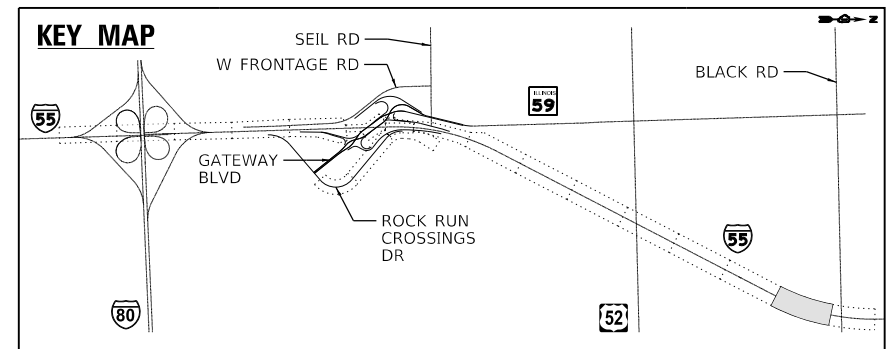 KEY MAP
Z
SEIL RD
W FRONTAGE RD
ILLINOIS
59
BLACK RD
55
GATEWAY
BLVD
ROCK RUN
CROSSINGS
DR
55
80
52